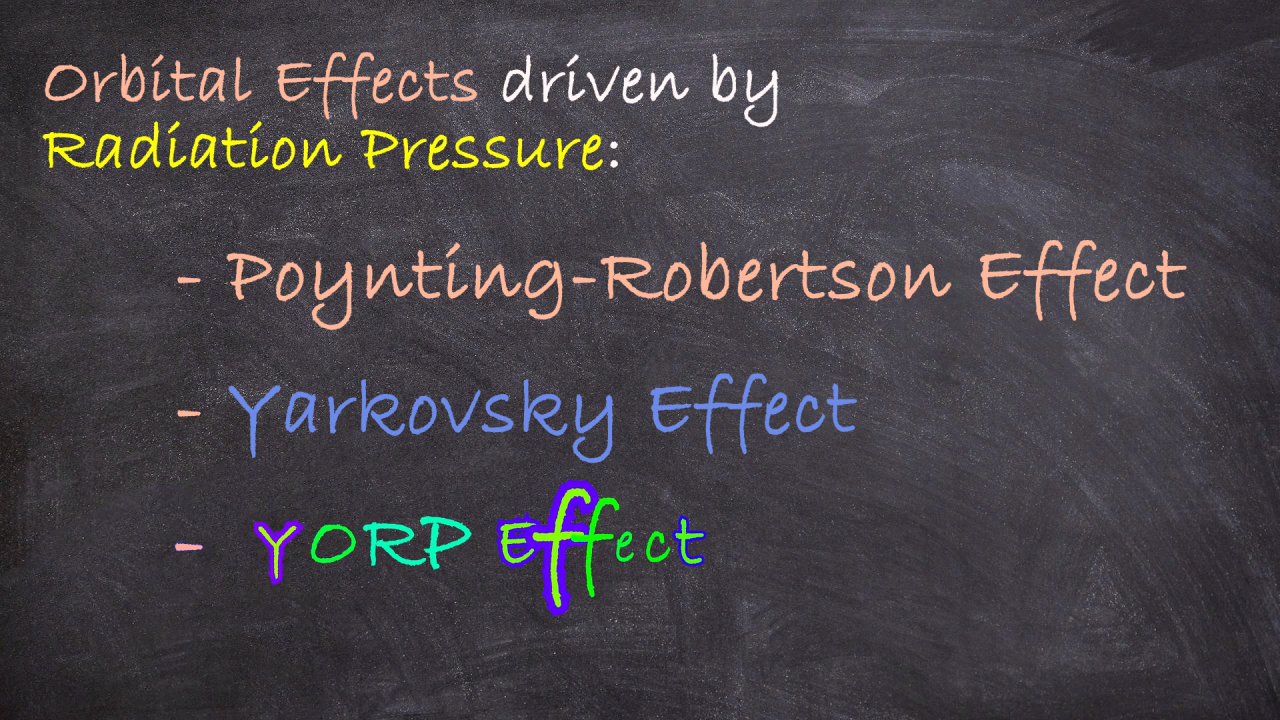 Orbital Effects driven by
Radiation Pressure:
- Poynting-Robertson Effect
- Yarkovsky Effect
- YORP Effect